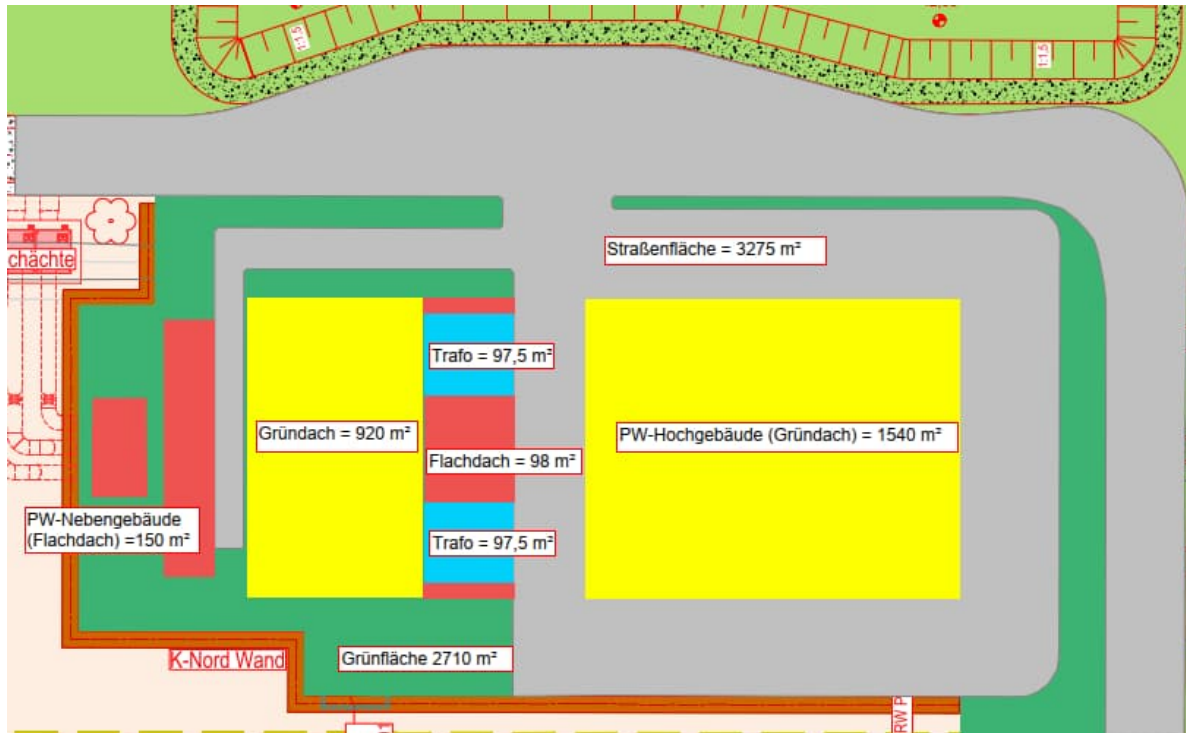 1:1,5
1:1,5
chächte
Straßenfläche = 3275 m²
Trafo = 97,5 m²
Gründach = 920 m²
PW-Hochgebäude (Gründach) = 1540 m²
Flachdach = 98 m²
PW-Nebengebäude
(Flachdach) =150 m²
Trafo = 97,5 m²
K-Nord Wand
Grünfläche 2710 m²
RW P